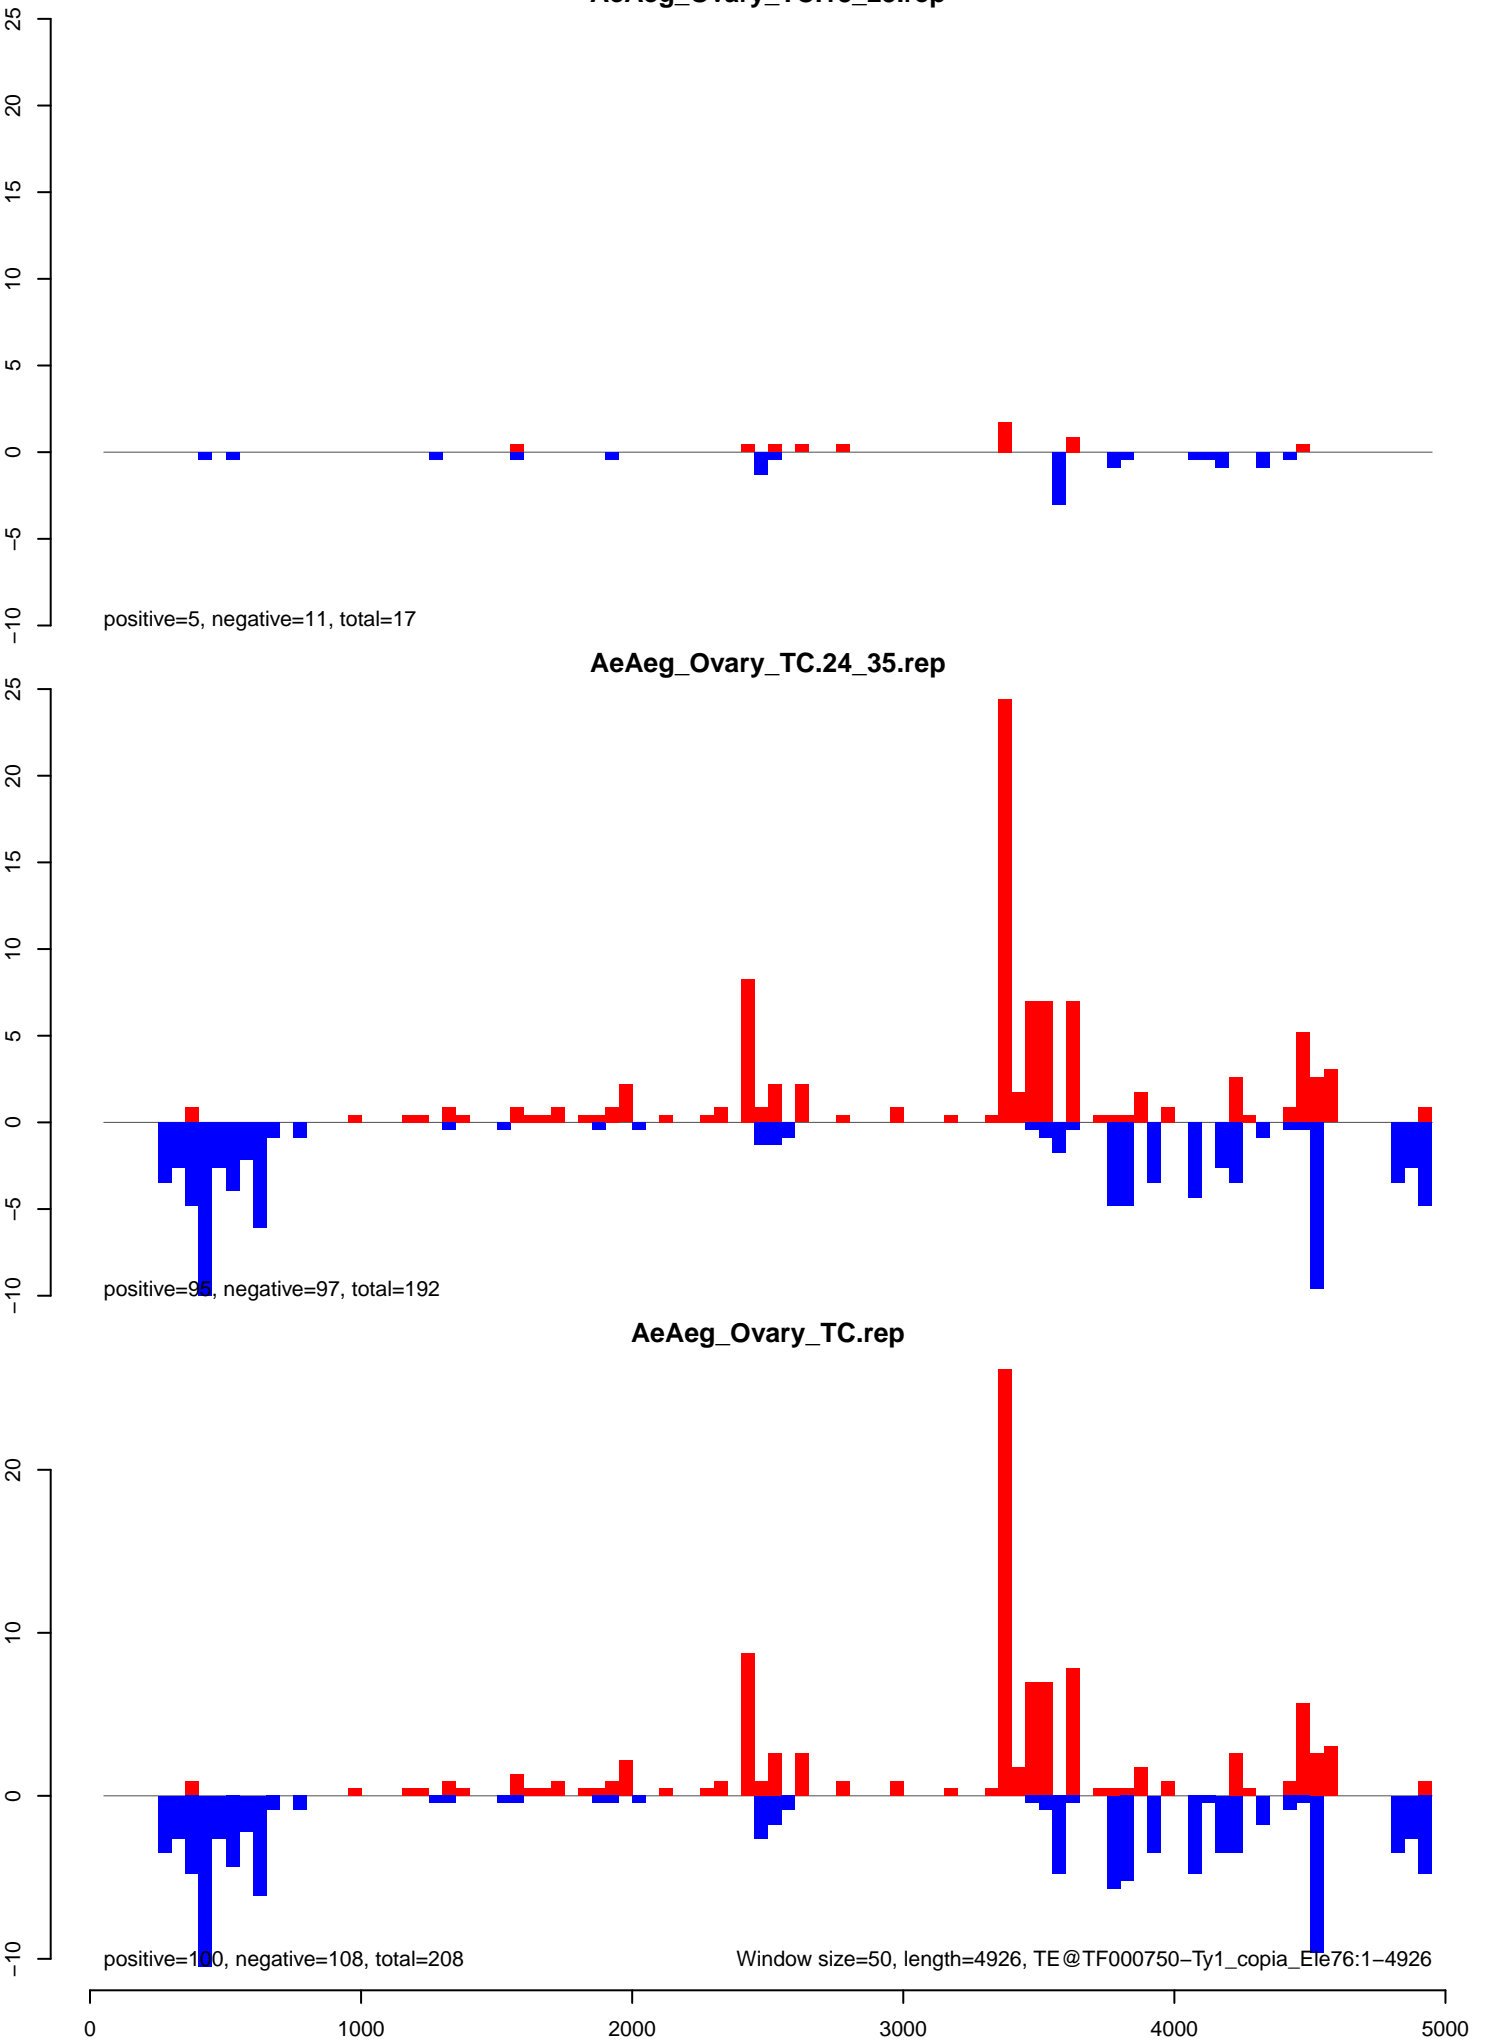 25
20
15
10
5
0
−5
−10
positive=5, negative=11, total=17
AeAeg_Ovary_TC.24_35.rep
25
20
15
10
5
0
−5
−10
positive=95, negative=97, total=192
AeAeg_Ovary_TC.rep
20
10
0
−10
positive=100, negative=108, total=208
Window size=50, length=4926, TE@TF000750−Ty1_copia_Ele76:1−4926
0 1000 2000 3000 4000 5000